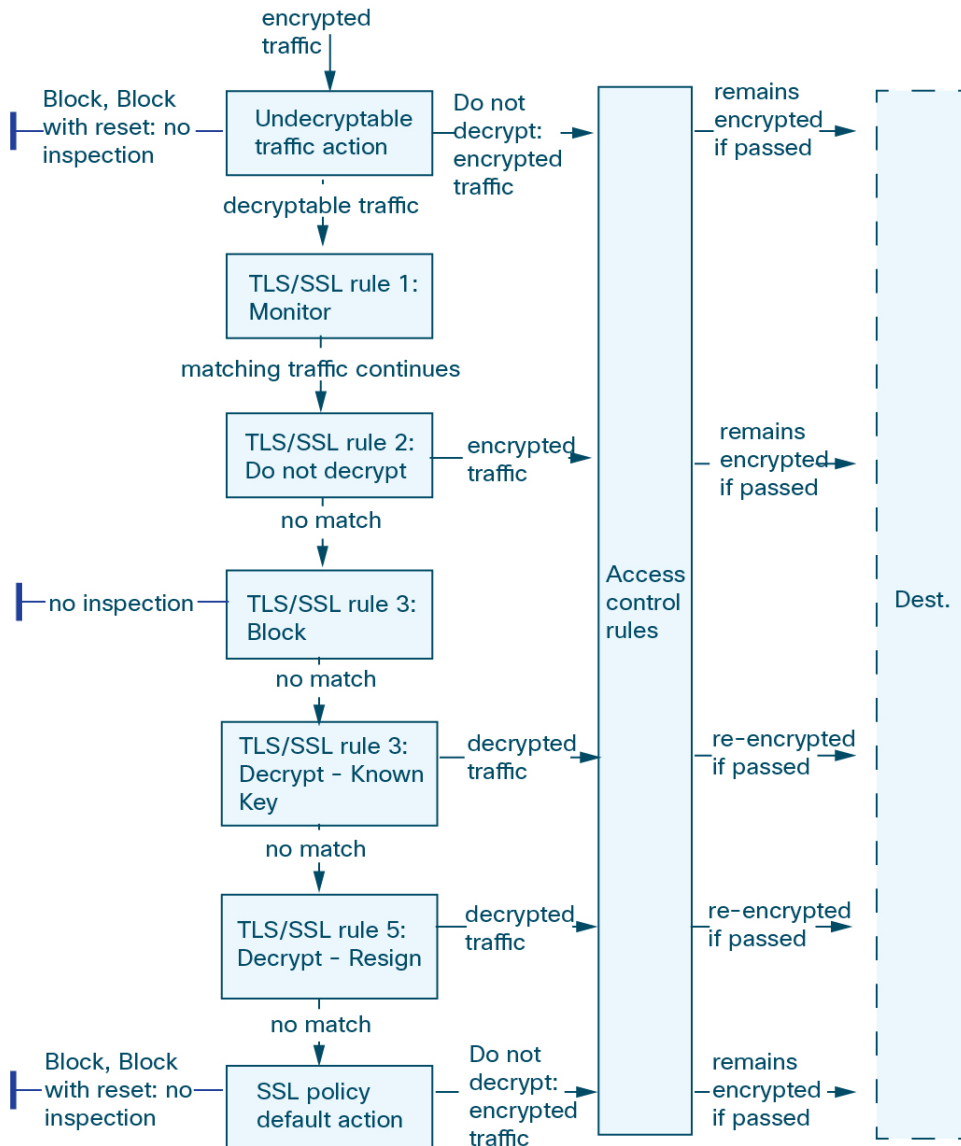 encrypted
traffic
Block, Block
with reset: no
inspection
Undecryptable
traffic action
Do not
decrypt:
encrypted
traffic
remains
encrypted
if passed
decryptable traffic
TLS/SSL rule 1:
Monitor
matching traffic continues
TLS/SSL rule 2:
Do not decrypt
encrypted
traffic
remains
encrypted
if passed
no match
no inspection
TLS/SSL rule 3:
Block
Access
control
rules
Dest.
no match
TLS/SSL rule 3:
Decrypt - Known
Key
decrypted
traffic
re-encrypted
if passed
no match
TLS/SSL rule 5:
Decrypt - Resign
decrypted
traffic
re-encrypted
if passed
no match
Block, Block
with reset: no
inspection
SSL policy
default action
Do not
decrypt:
encrypted
traffic
remains
encrypted
if passed